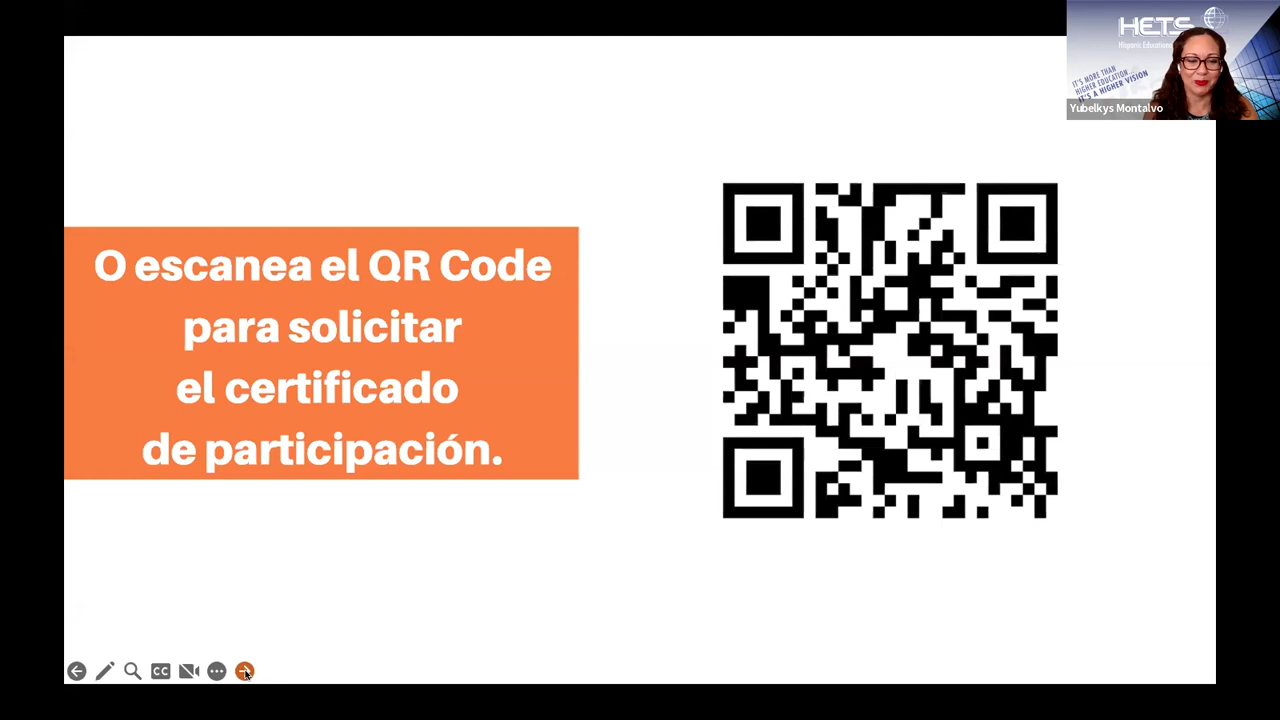 HETS
Hispanic Educational
IT'S MORE THAN
HIGHER EDUCATION
IT'S A HIGHER VISION
Yubelkys Montalvo
O escanea el QR Code
para solicitar
el certificado
de participación.
CC